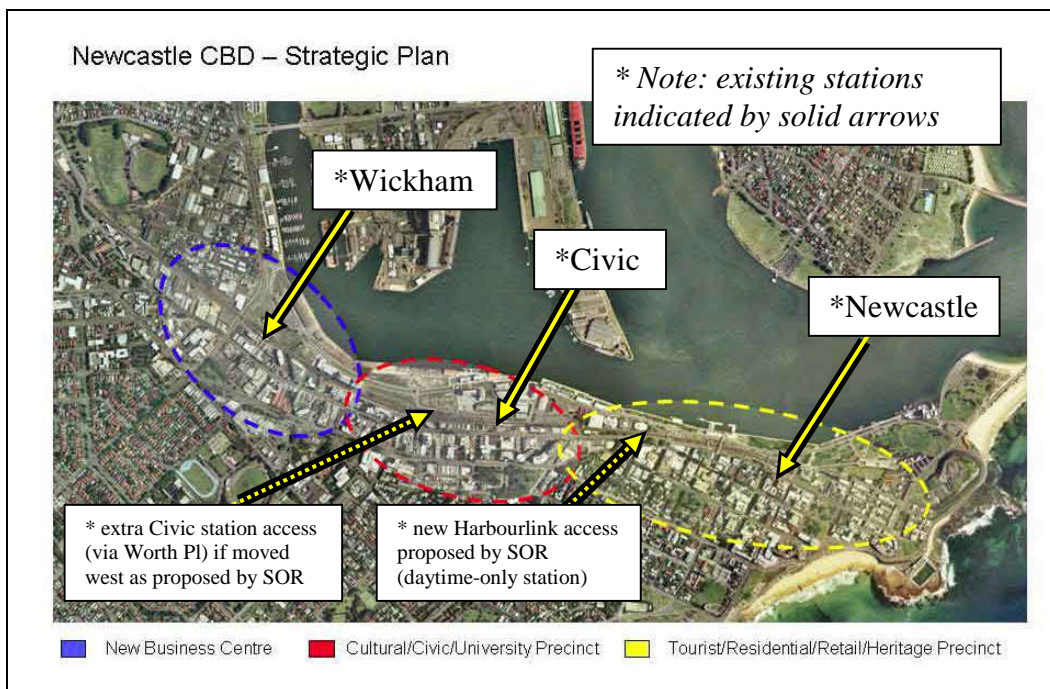 Newcastle CBD – Strategic Plan
* Note: existing stations
indicated by solid arrows
*Wickham
*Civic
*Newcastle
* extra Civic station access
(via Worth Pl) if moved
west as proposed by SOR
* new Harbourlink access
proposed by SOR
(daytime-only station)
New Business Centre
Cultural/Civic/University Precinct
Tourist/Residential/Retail/Heritage Precinct